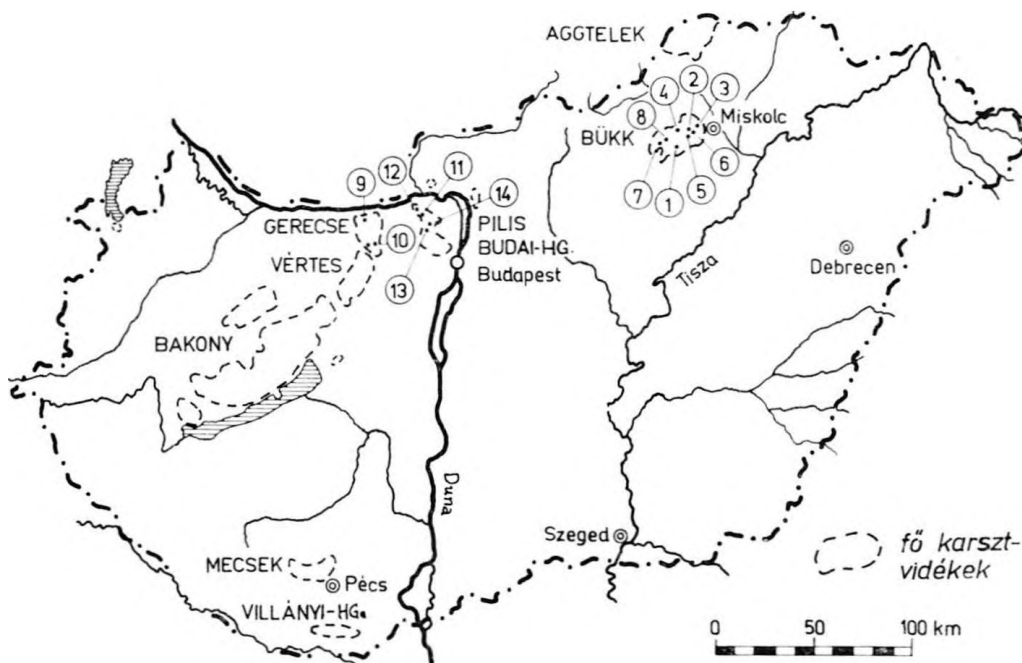 AGGTELEK
2
4
3
Miskolc
8
BÜKK
6
7
1
5
11
12
14
9
GERECSE
PILIS
10
BUDAI-HG.
VÉRTES
Budapest
13
Tisza
Debrecen
BAKONY
Duna
Szeged
fő karszt-
vidékek
MECSEK
Pécs
VILLÁNYI-HG.
0 50 100 km